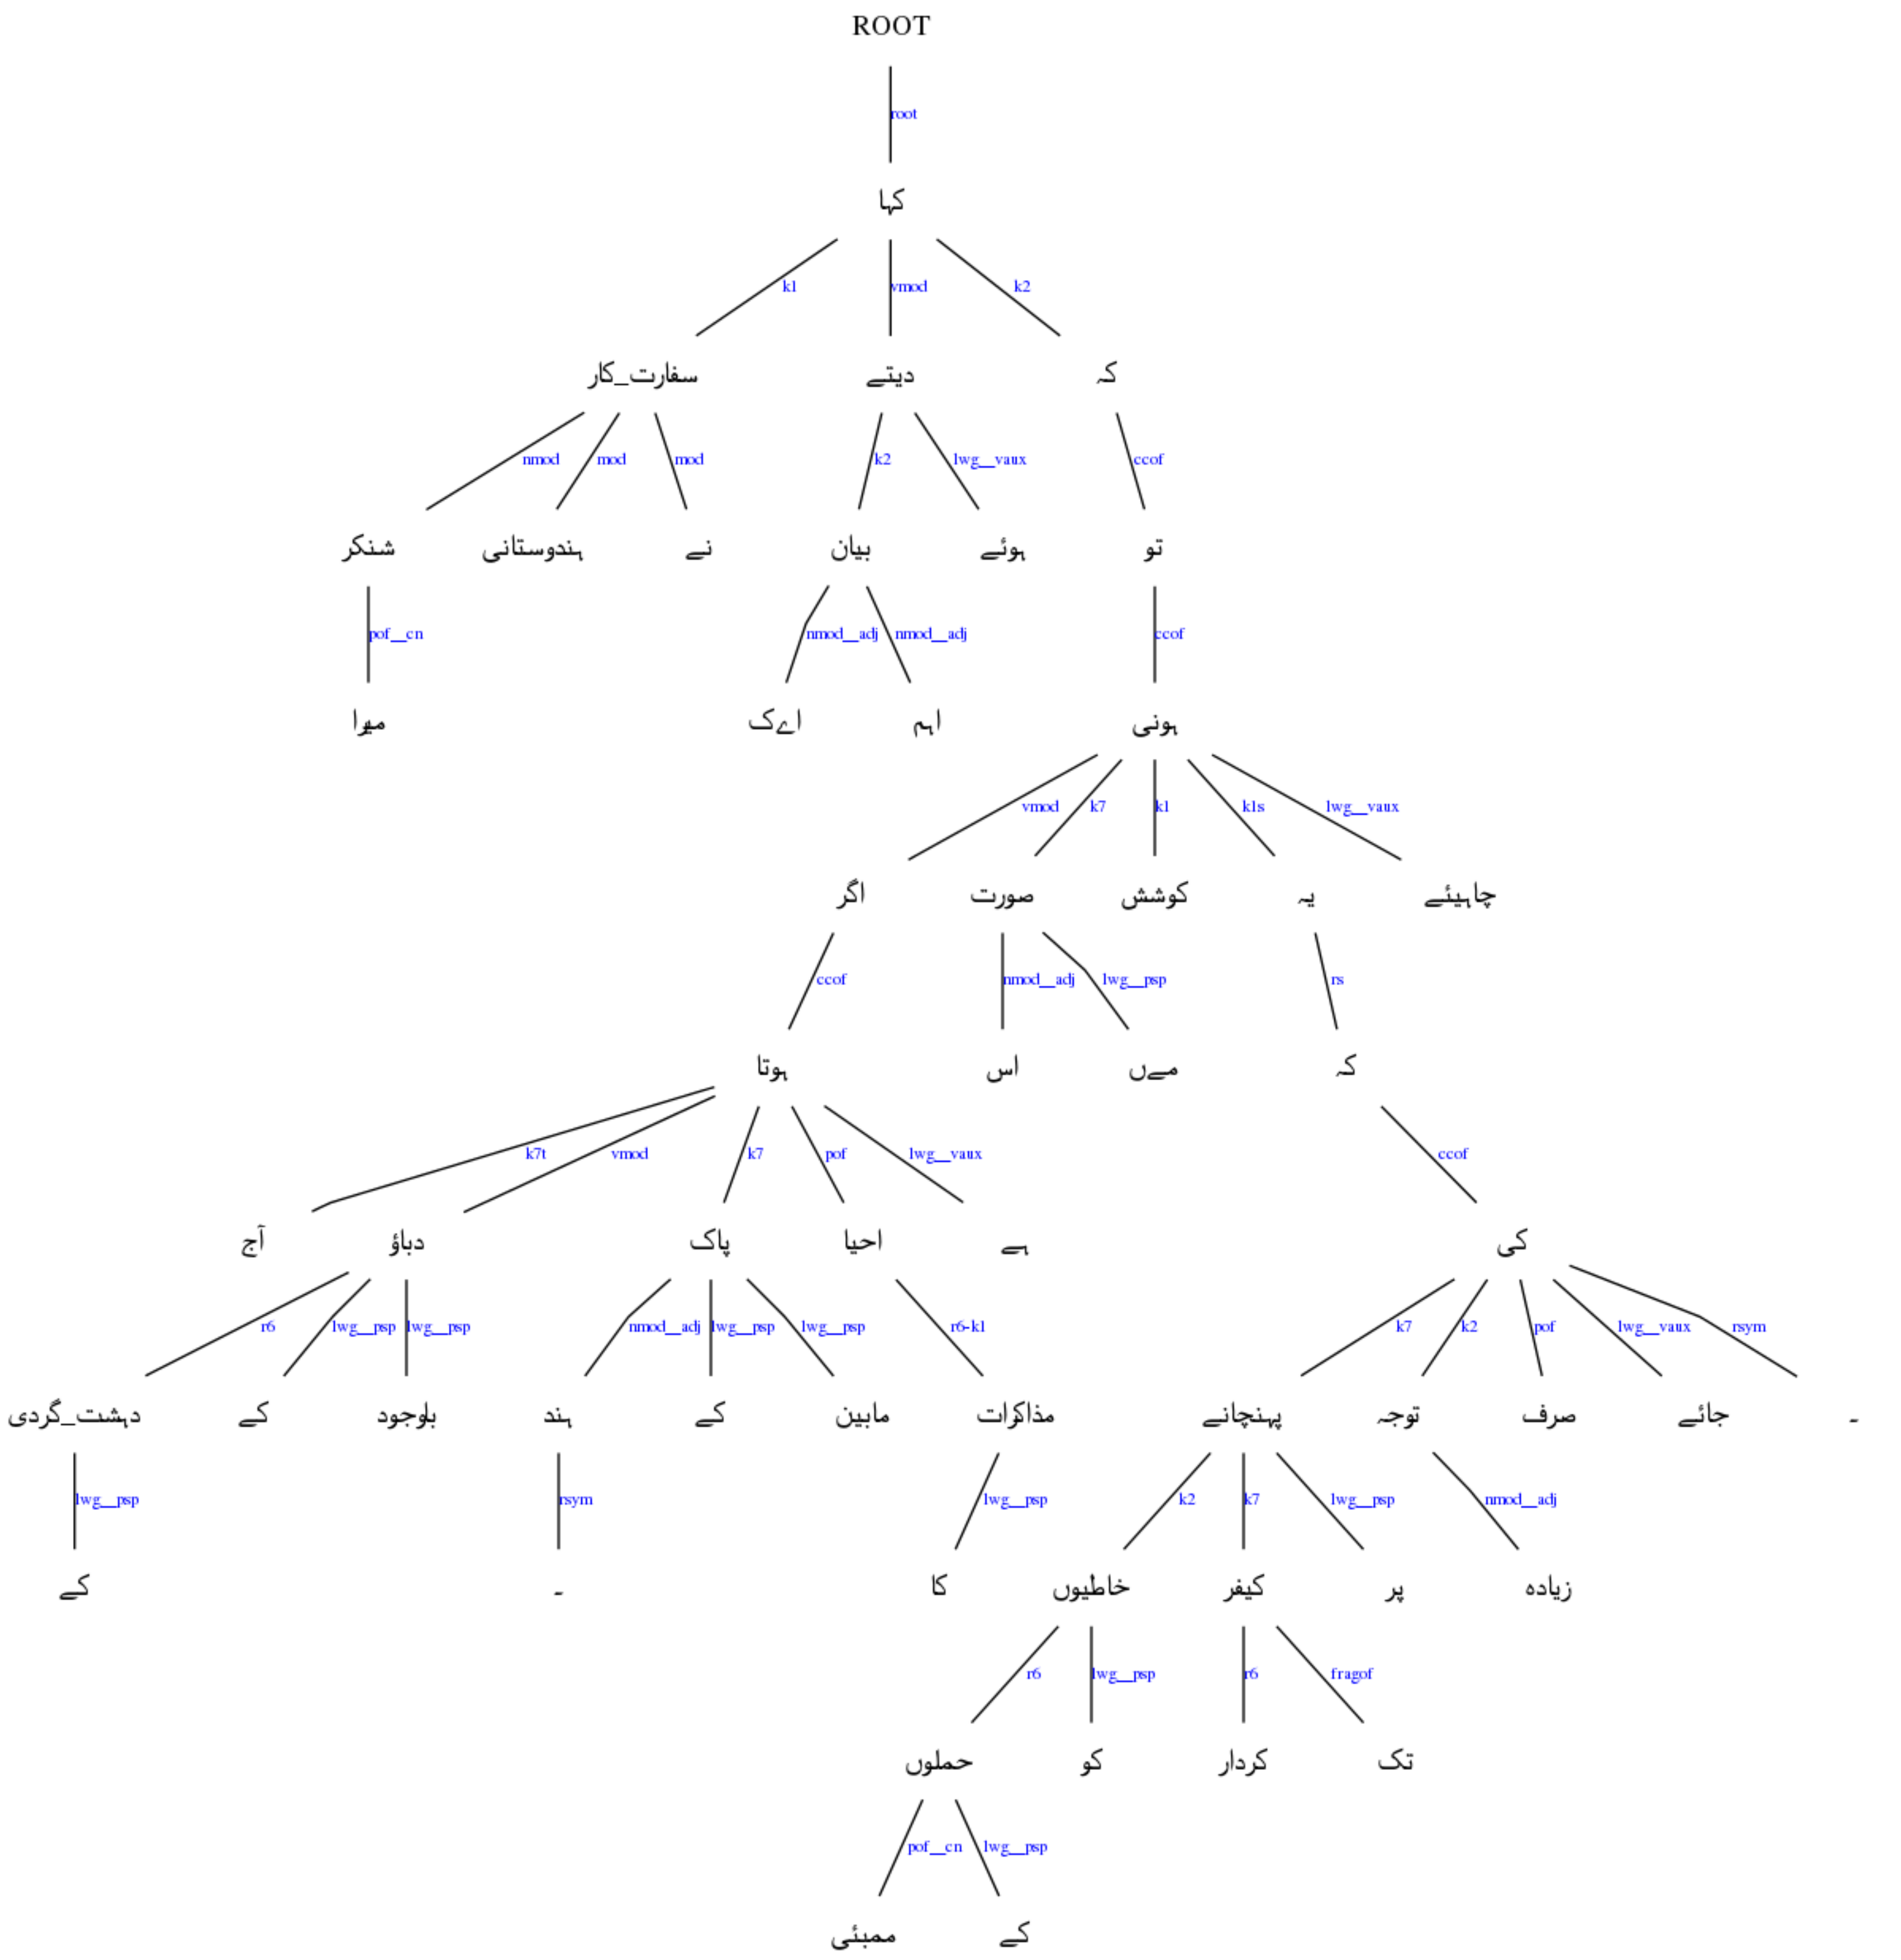 ROOT
root
کہا
k1 vmod k2
سفارت_کار دیتے کہ
nmod mod mod k2 lwg__vaux ccof
شنکر ہندوستانی نے بیان ہوئے تو
pof__cn nmod__adj nmod__adj ccof
میرا اےک اہم ہونی
vmod k7 k1 k1s lwg__vaux
اگر صورت کوشش یہ چاہیئے
ccof nmod__adj lwg__psp rs
ہوتا اس مےں کہ
k7t vmod k7 pof lwg__vaux ccof
آج دباؤ پاک احیا ہے کی
r6 lwg__psp lwg__psp nmod__adj lwg__psp lwg__psp r6-k1 k7 k2 pof lwg__vaux rsym
دہشت_گردی کے باوجود ہند کے مابین مذاکرات پہنچانے توجہ صرف جائے ۔
lwg__psp rsym lwg__psp k2 k7 lwg__psp nmod__adj
کے ۔ کا خاطیوں کیفر پر زیادہ
r6 lwg__psp r6 fragof
حملوں کو کردار تک
pof__cn lwg__psp
ممبئی کے